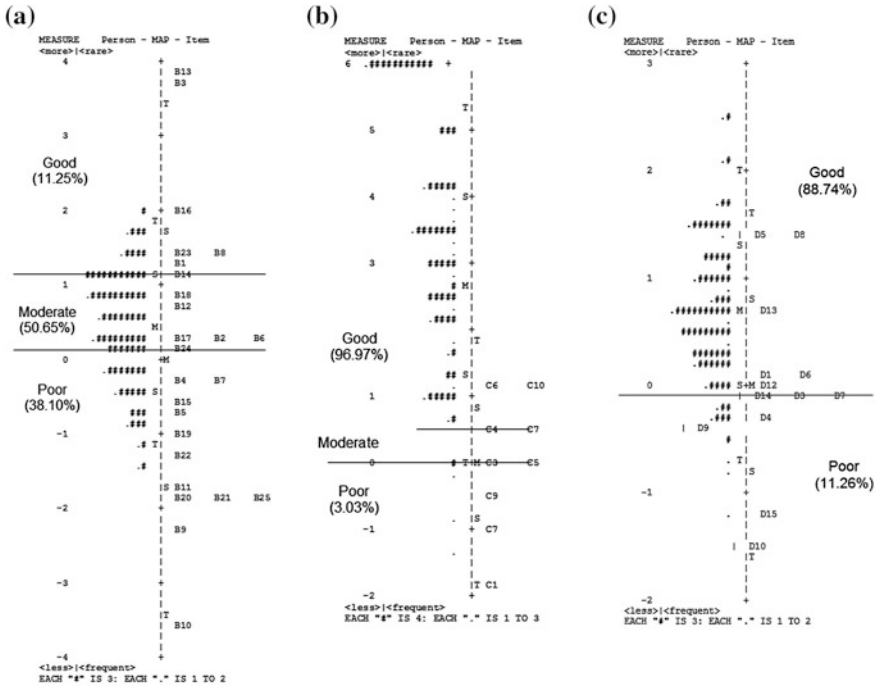 (a)
MEASURE Person - MAP - Item
<more>|<rare>
4 +
B13
B3
|T
3 +
Good
(11.25%)
2 # + B16
T
.### |S
.#### B23 B8
B1
.########## S B14
1 +
.######### B18
B12
Moderate
(50.65%)
.###### 
M
.######## B17 B2 B6
####### B24
0 +M
.######
B4 B7
Poor
(38.10%)
.##### S
B15
### B5
.##
-1 + B19
.# T
B22
.#
S B11
B20 B21 B25
-2 +
B9
-3 +
T
B10
-4 +
<less>|<frequent>
EACH "#" IS 3: EACH "." IS 1 TO 2
(b)
MEASURE Person - MAP - Item
<more>|<rare>
6 .########### +
T
5 ### +
.####
4 . + S
.
.######
.
3 #### +
.
# M
####
.
####
T
.#
Good
(96.97%)
## S
. C6 C10
1 .#### +
S
.#
C4 C7
Moderate
0 # T M C3 C5
Poor
(3.03%)
.
C9
. S
-1 + C7
.
T C1
-2 +
<less>|<frequent>
EACH "#" IS 4: EACH "." IS 1 TO 3
(c)
MEASURE Person - MAP - Item
<more>|<rare>
3 +
.#
.#
2 T +
Good
(88.74%)
.##
T
.#######
. | D5 D8
S
.####
#
1 .##### +
.
.### S
.######### M D13
.
.########
.
.######
.######
. D1 D6
0 .#### S+M D12
D14 D3 D7
.##
.### D4
| D9
#
. T
. S
-1 . +
Poor
(11.26%)
. D15
| D10
T
-2 +
<less>|<frequent>
EACH "#" IS 3: EACH "." IS 1 TO 2